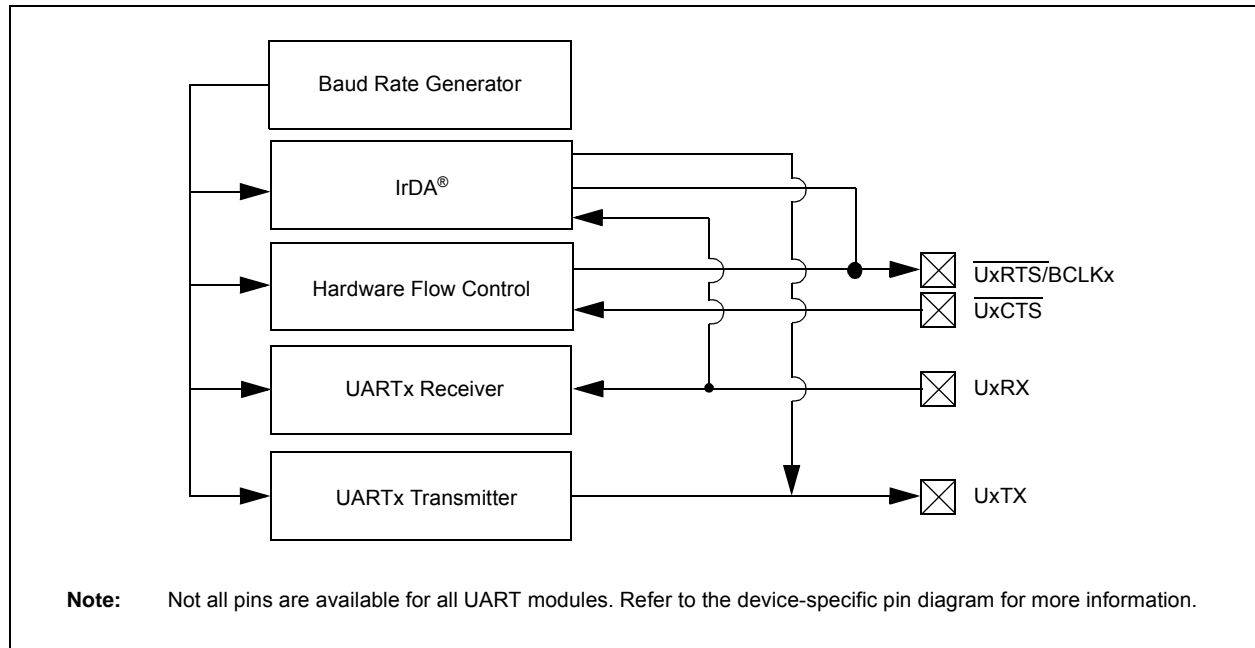 Baud Rate Generator
IrDA®
Hardware Flow Control
UxRTS/BCLKx
UxCTS
UARTx Receiver
UxRX
UARTx Transmitter
UxTX
Note: Not all pins are available for all UART modules. Refer to the device-specific pin diagram for more information.